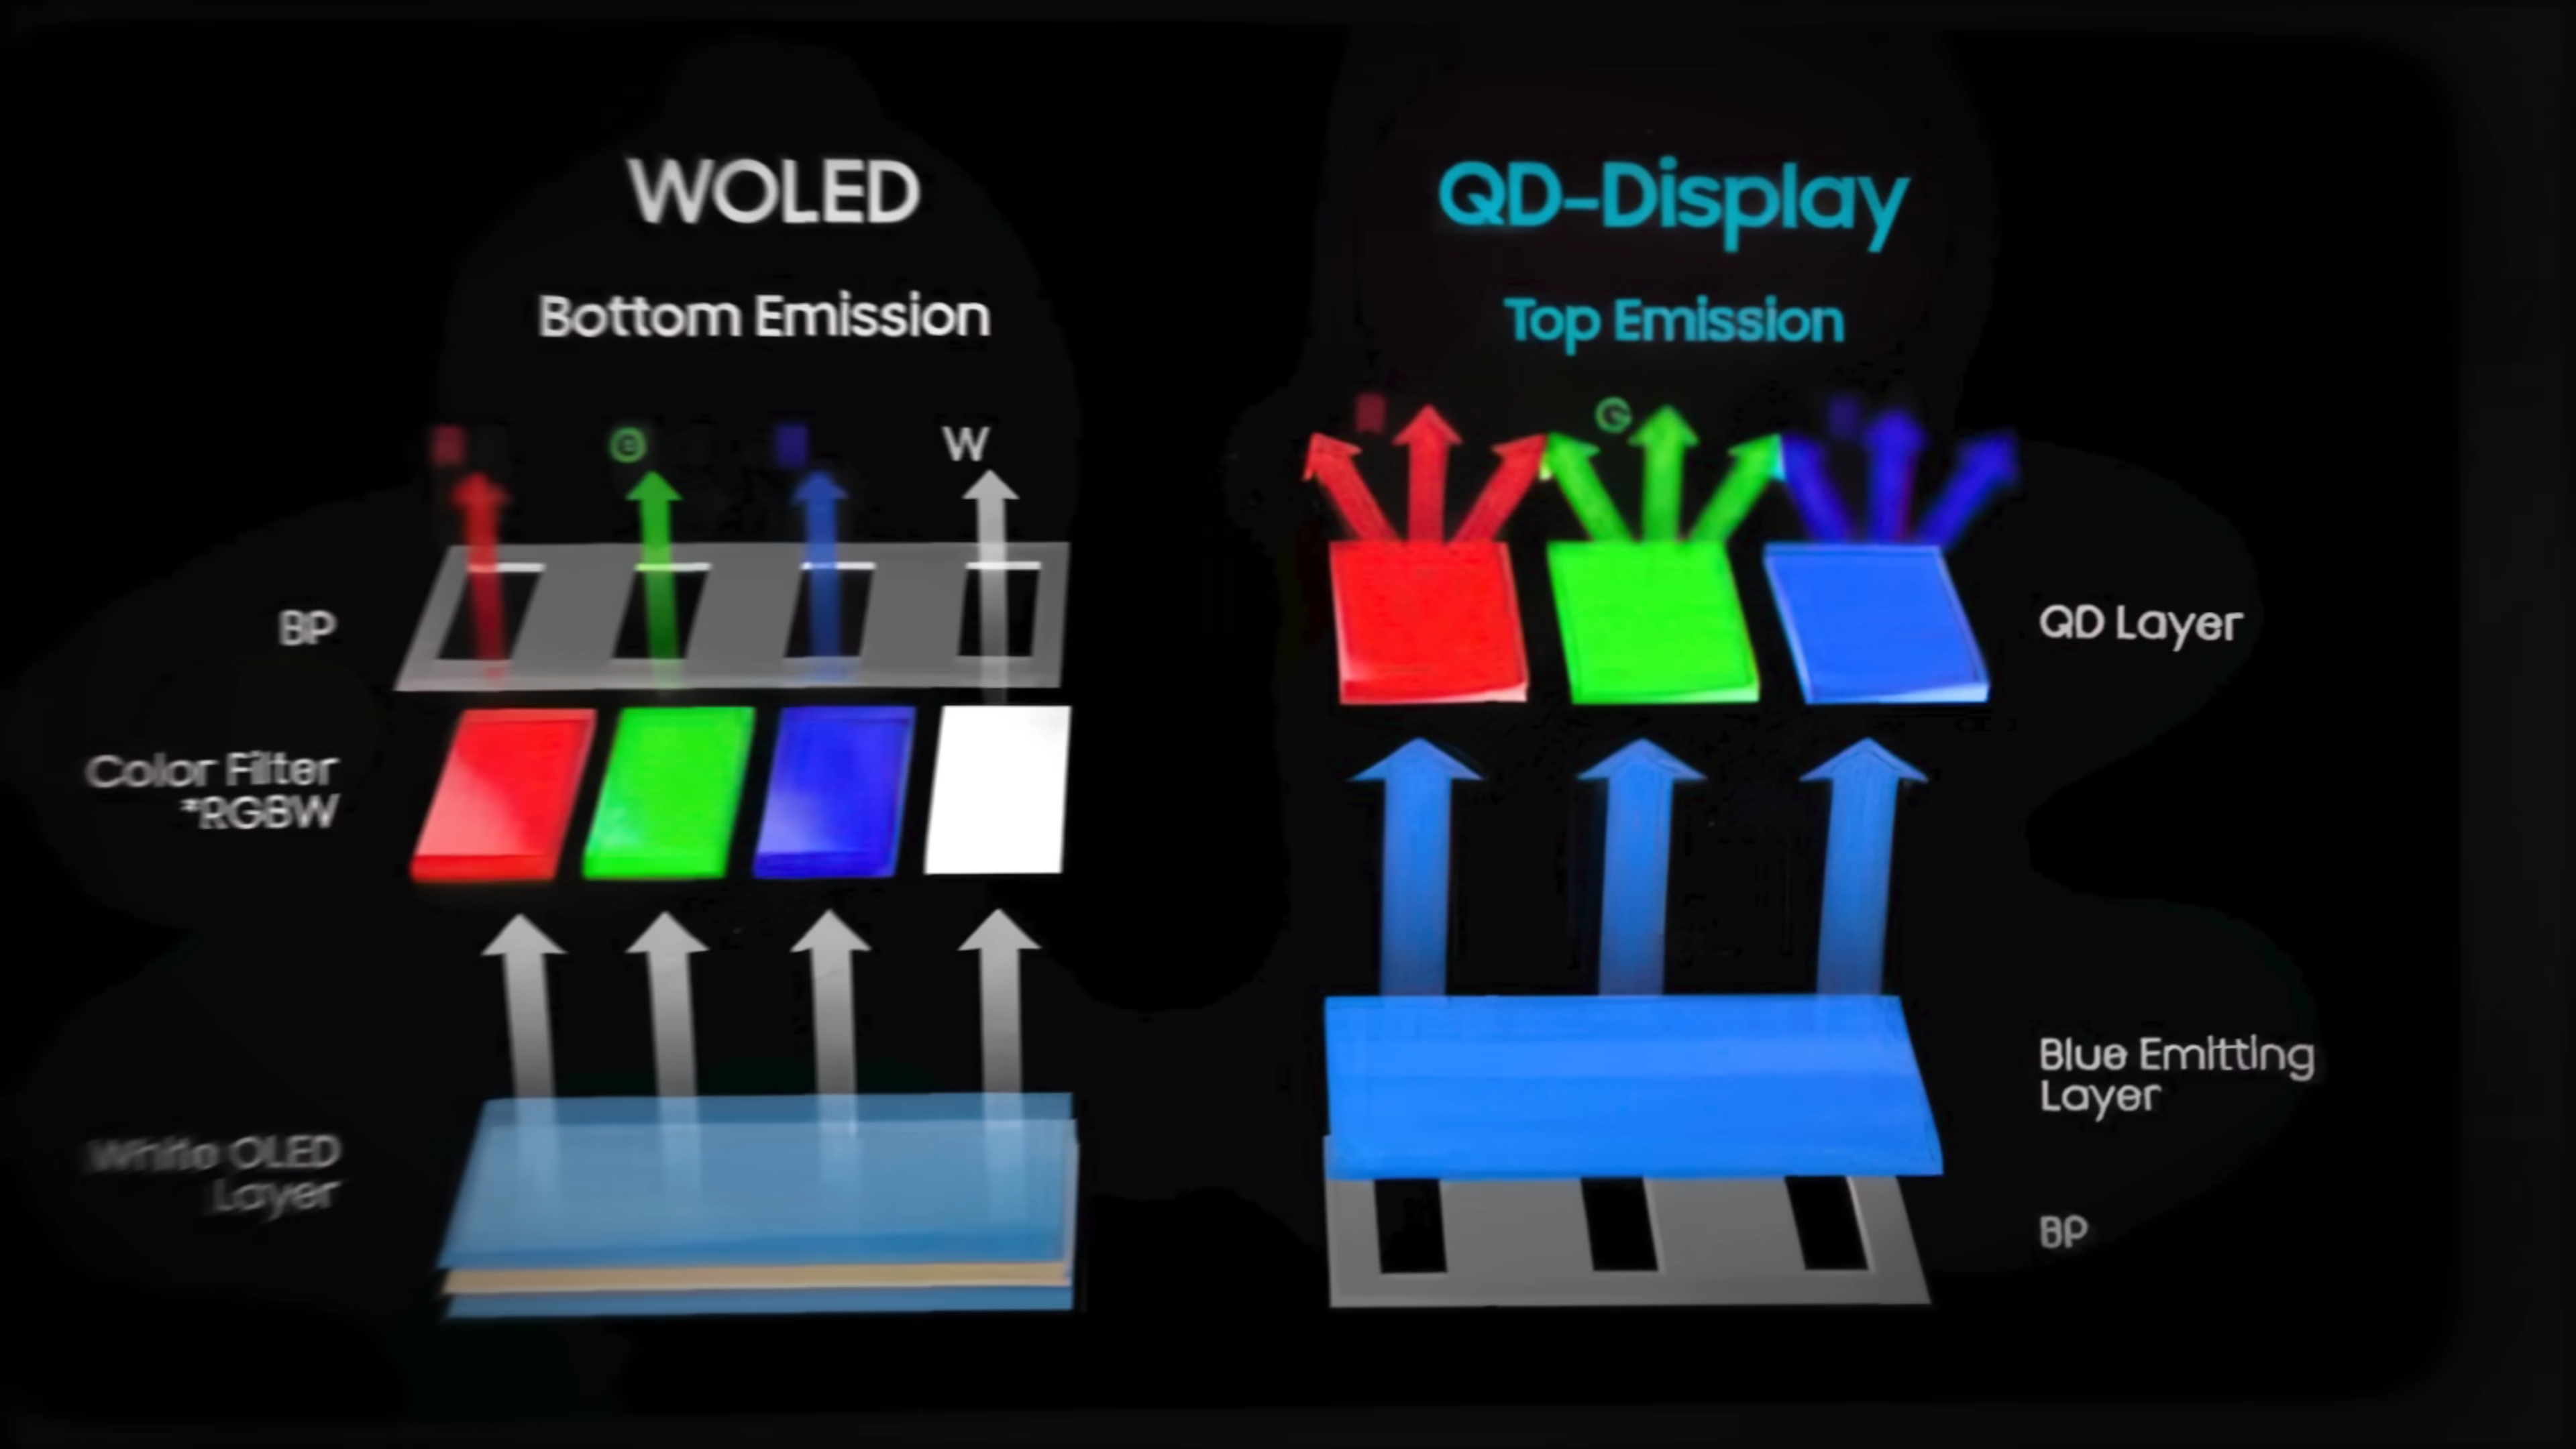 WOLED
Bottom Emission
G
W
BP
Color Filter
*RGBW
White OLED
Layer
QD-Display
Top Emission
G
QD Layer
Blue Emitting
Layer
BP